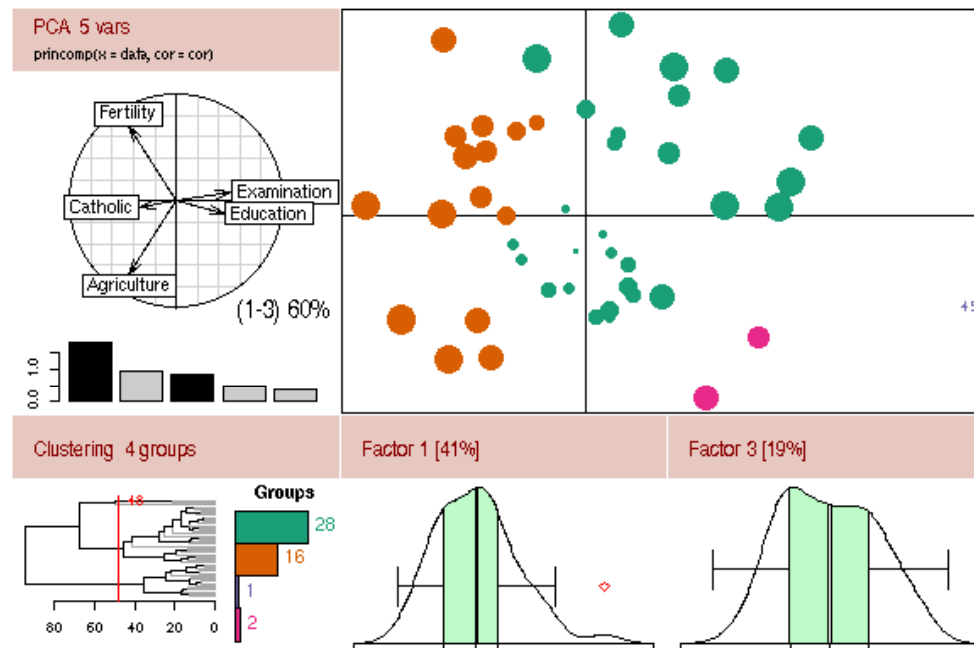 PCA 5 vars
princomp(x = data, cor = cor)
Fertility
Examination
Catholic
Education
Agriculture
(1-3) 60%
1.0
0.0
45
Clustering 4 groups
Factor 1 [41%]
Factor 3 [19%]
Groups
48
28
16
1
2
80 60 40 20 0